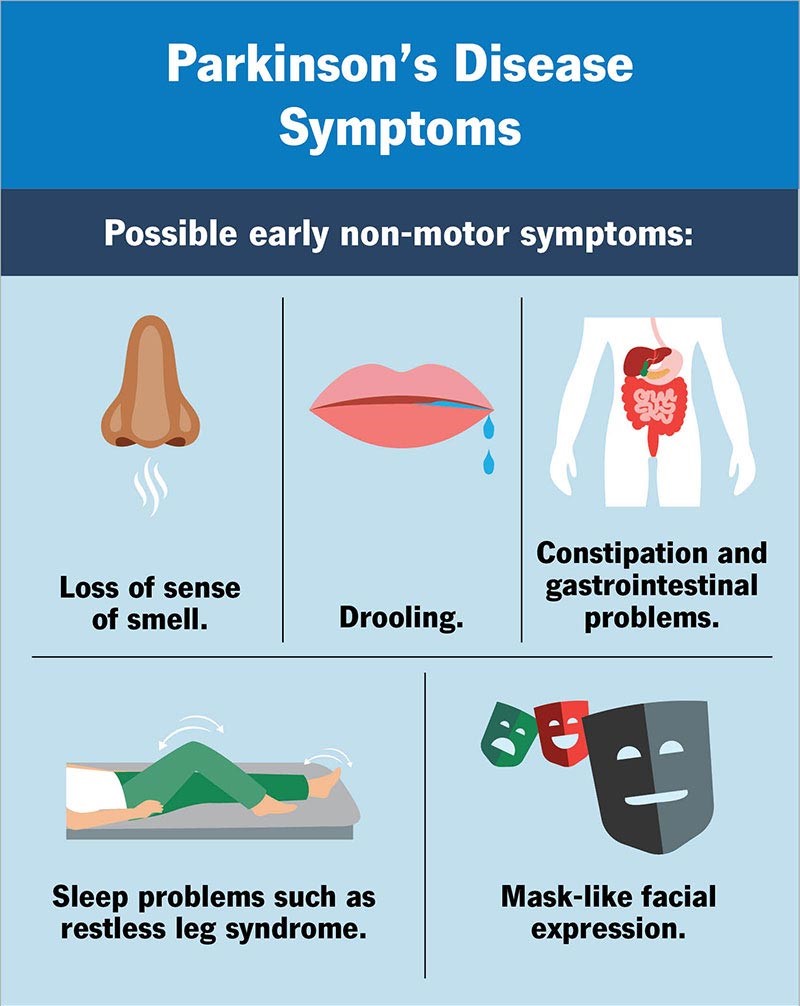 Parkinson’s Disease
Symptoms
Possible early non-motor symptoms:
Loss of sense
of smell.
Drooling.
Constipation and
gastrointestinal
problems.
Sleep problems such as
restless leg syndrome.
Mask-like facial
expression.